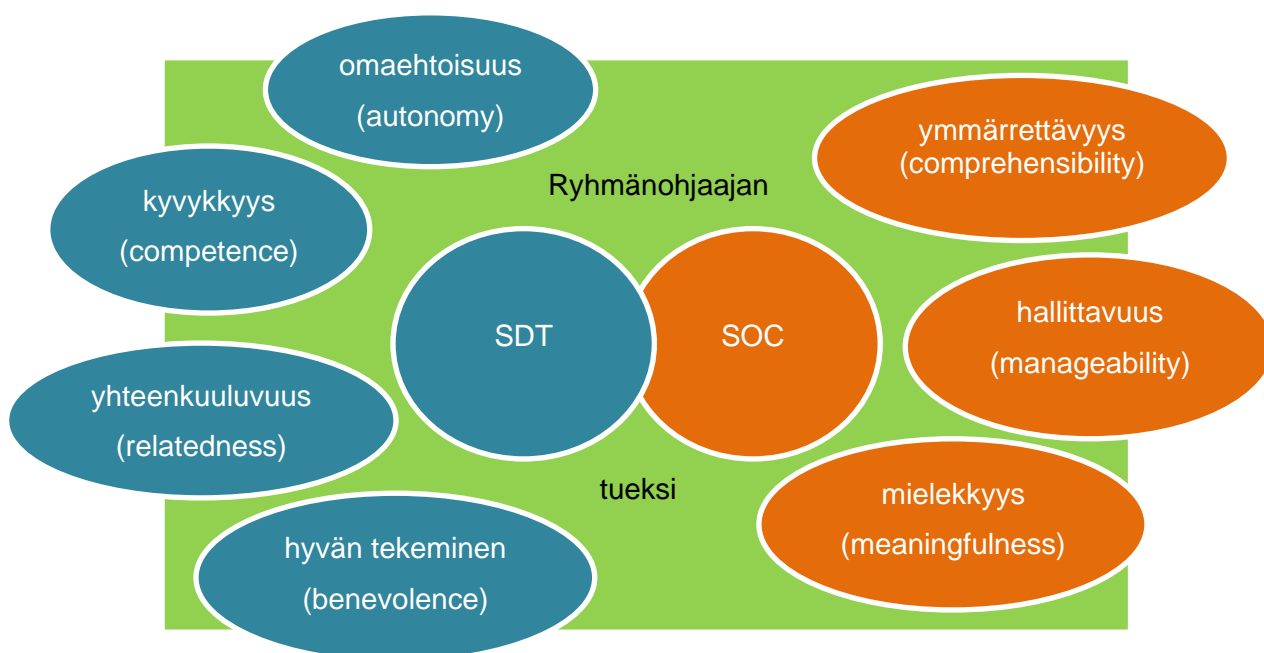 omaehtoisuus
(autonomy)
kyvykkyys
(competence)
yhteenkuuluvuus
(relatedness)
hyvän tekeminen
(benevolence)
Ryhmänohjaajan
SDT
SOC
tueksi
ymmärrettävyys
(comprehensibility)
hallittavuus
(manageability)
mielekkyys
(meaningfulness)